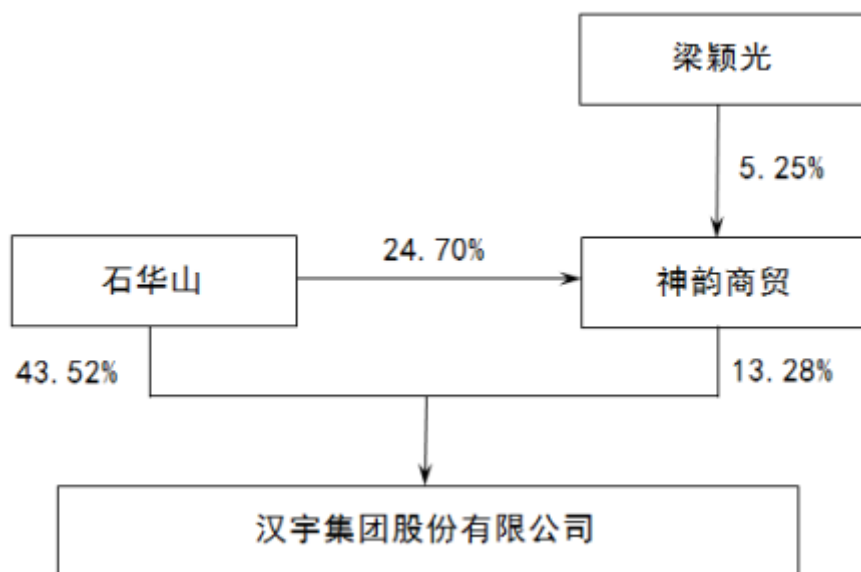 梁颖光
5.25%
24.70%
石华山
神韵商贸
43.52%
13.28%
汉宇集团股份有限公司